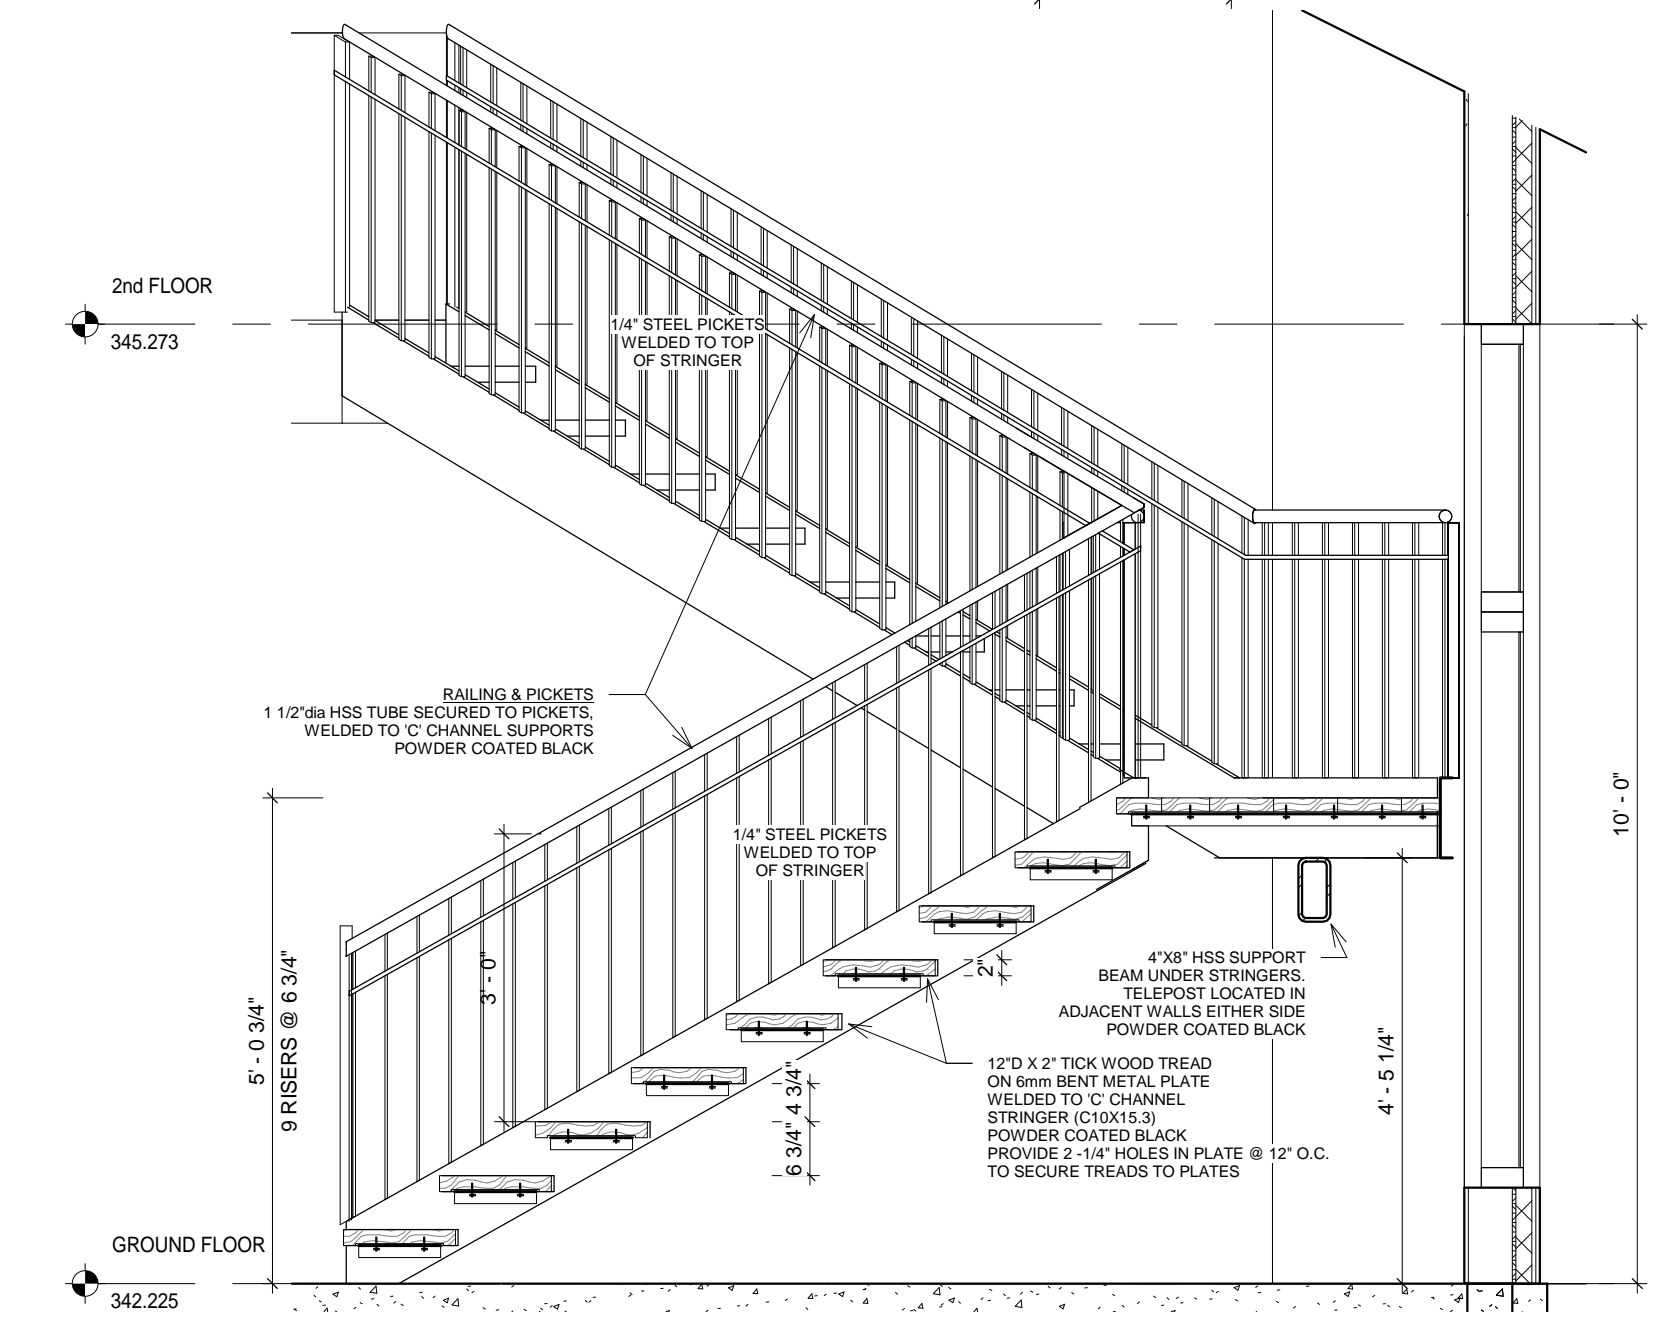 2nd FLOOR
345.273
1/4" STEEL PICKETS
WELDED TO TOP
OF STRINGER
RAILING & PICKETS
1 1/2"dia HSS TUBE SECURED TO PICKETS,
WELDED TO 'C' CHANNEL SUPPORTS
POWDER COATED BLACK
10' - 0"
1/4" STEEL PICKETS
WELDED TO TOP
OF STRINGER
3' - 0"
5' - 0 3/4"
9 RISERS @ 6 3/4"
2"
4"X8" HSS SUPPORT
BEAM UNDER STRINGERS.
TELEPOST LOCATED IN
ADJACENT WALLS EITHER SIDE
POWDER COATED BLACK
4' - 5 1/4"
4 3/4"
6 3/4"
12"D X 2" TICK WOOD TREAD
ON 6mm BENT METAL PLATE
WELDED TO 'C' CHANNEL
STRINGER (C10X15.3)
POWDER COATED BLACK
PROVIDE 2 -1/4" HOLES IN PLATE @ 12" O.C.
TO SECURE TREADS TO PLATES
GROUND FLOOR
342.225